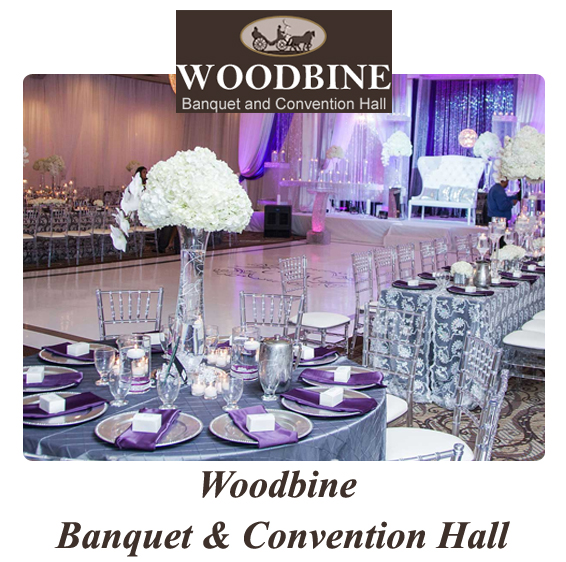 WOODBINE
Banquet and Convention Hall
Woodbine
Banquet & Convention Hall